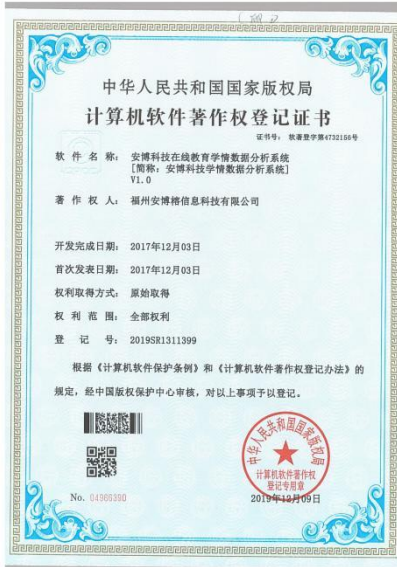 中华人民共和国国家版权局
计算机软件著作权登记证书
证书号： 软著登字第4732156号
软件名称： 安博科技在线教育学情数据分析系统
[简称：安博科技学情数据分析系统]
V1.0
著作权人： 福州安博榕信息科技有限公司
开发完成日期： 2017年12月03日
首次发表日期： 2017年12月03日
权利取得方式： 原始取得
权利范围： 全部权利
登记号： 2019SR1311399
根据《计算机软件保护条例》和《计算机软件著作权登记办法》的
规定，经中国版权保护中心审核，对以上事项予以登记。
中华人民共和国国家版权局
计算机软件著作权
登记专用章
No. 04966390
2019年12月09日